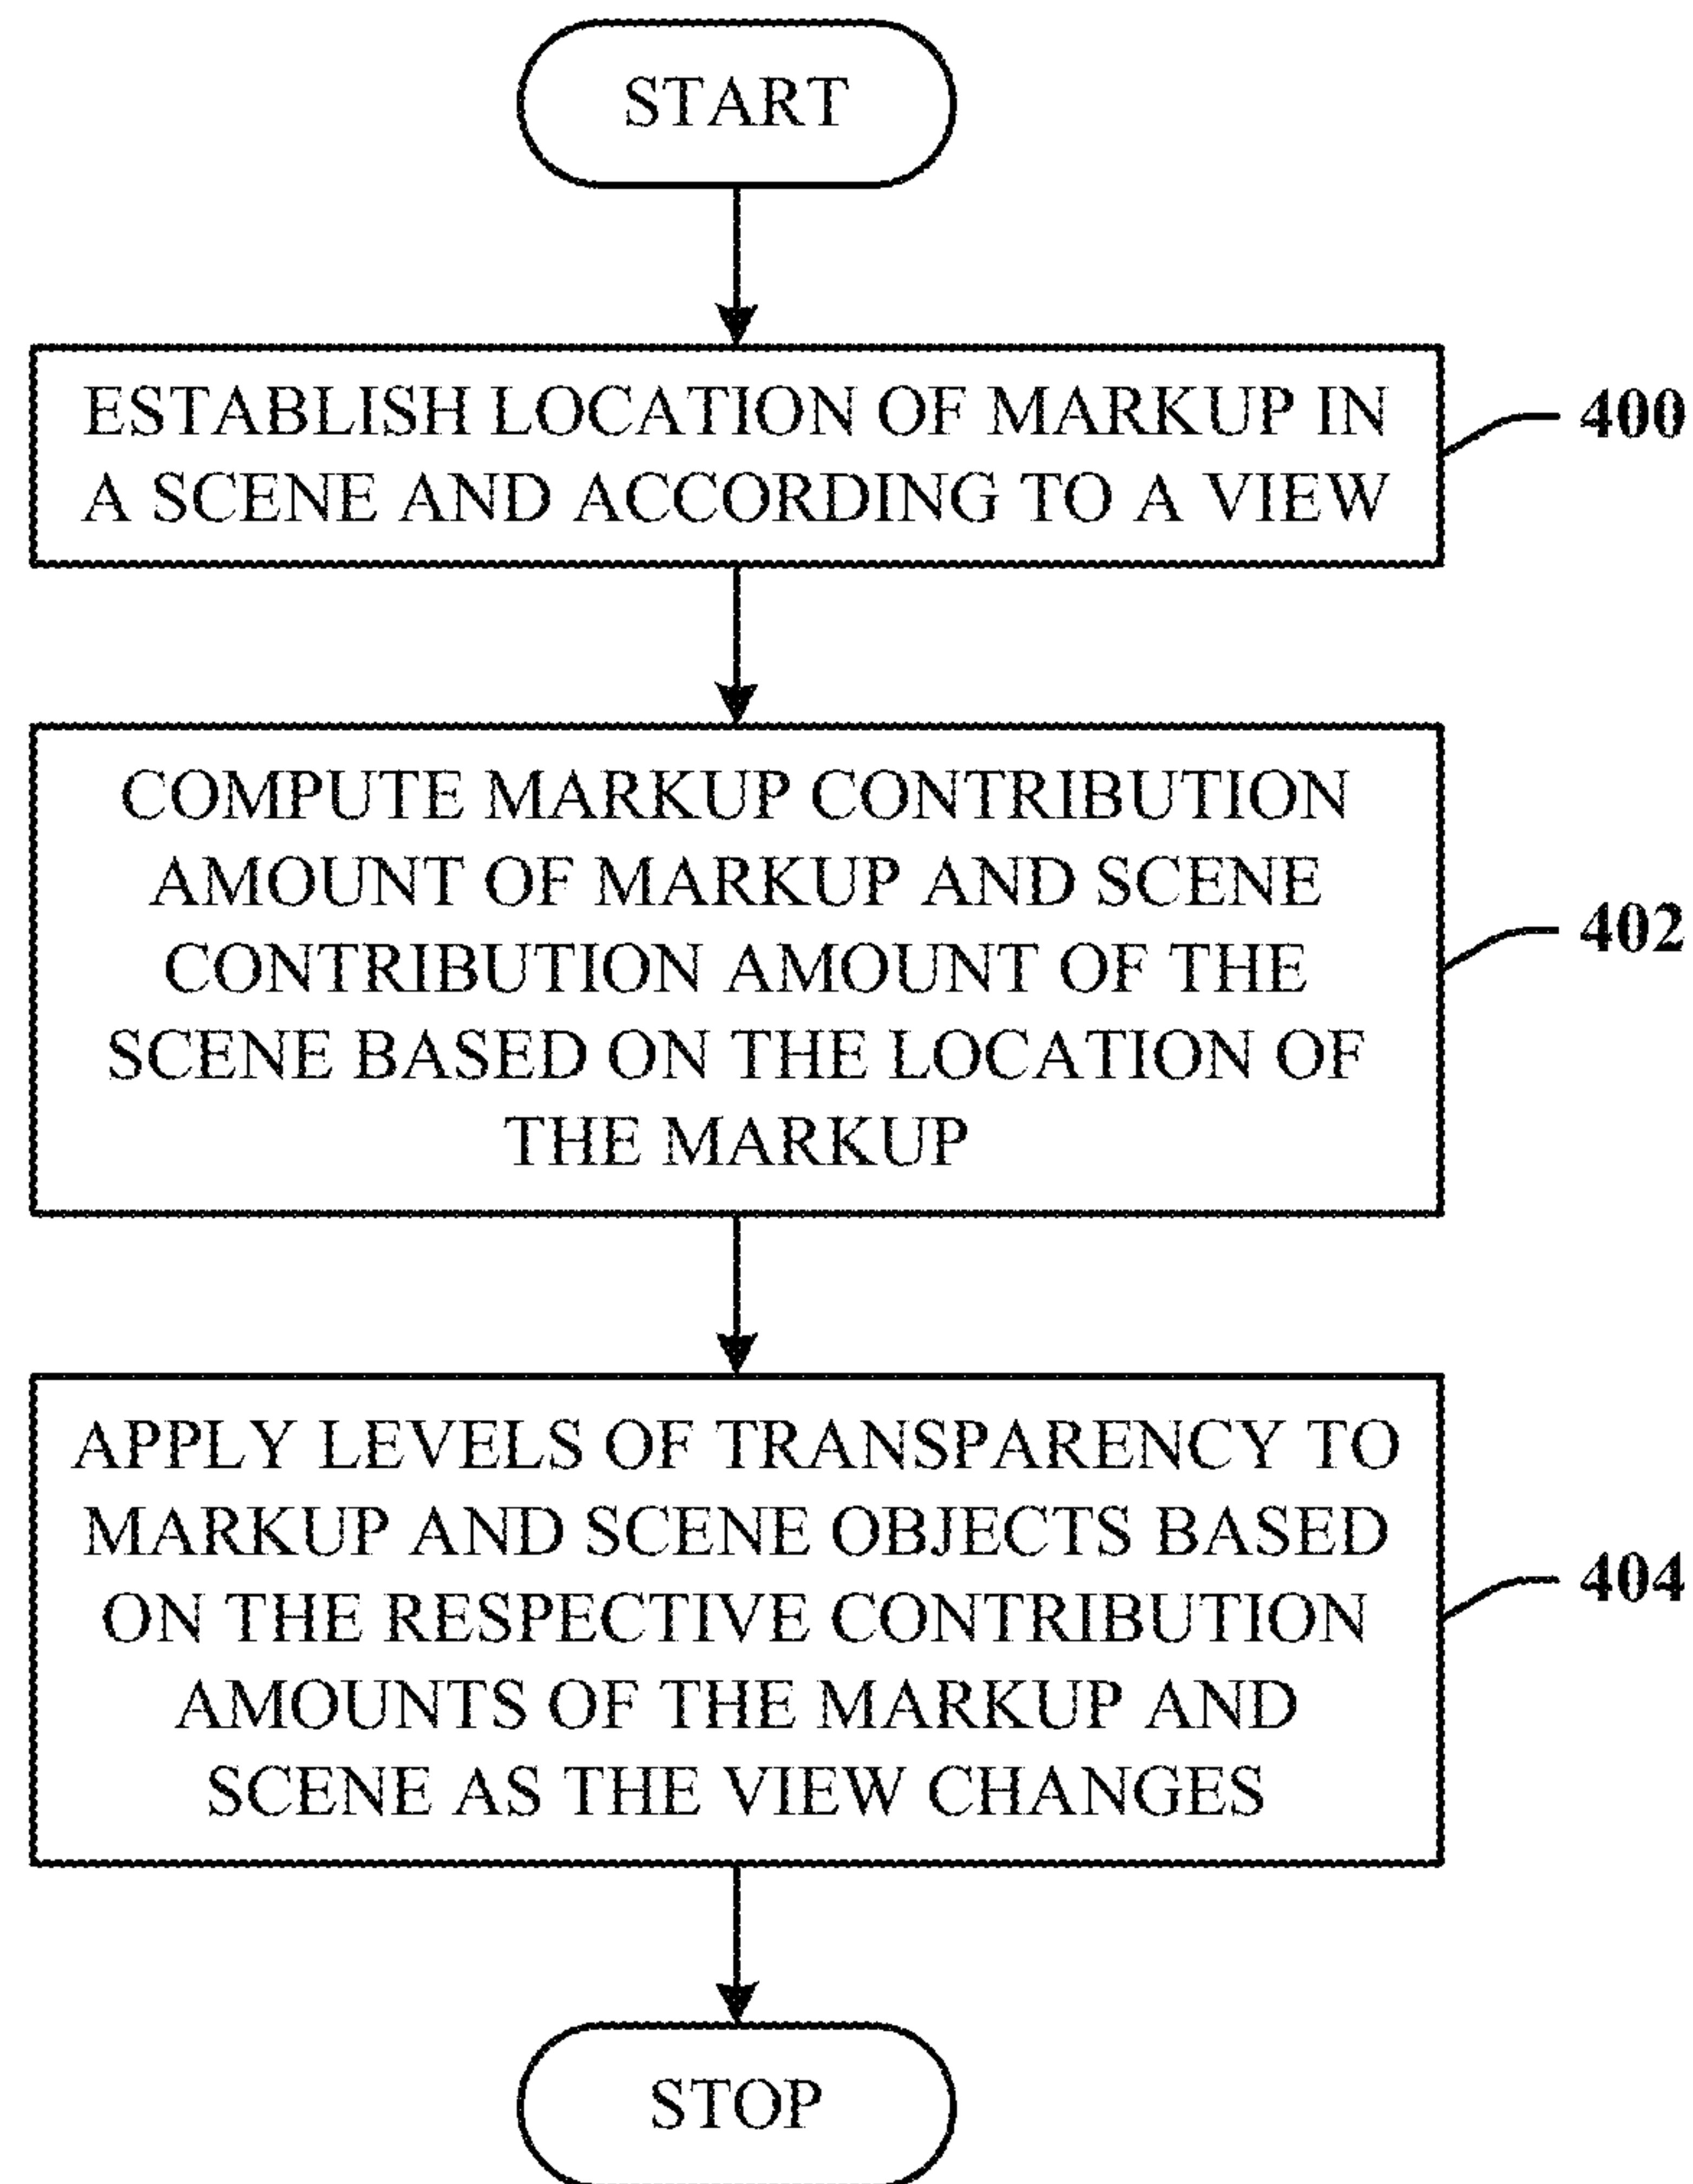 START
ESTABLISH LOCATION OF MARKUP IN
A SCENE AND ACCORDING TO A VIEW
400
COMPUTE MARKUP CONTRIBUTION
AMOUNT OF MARKUP AND SCENE
CONTRIBUTION AMOUNT OF THE
SCENE BASED ON THE LOCATION OF
THE MARKUP
402
APPLY LEVELS OF TRANSPARENCY TO
MARKUP AND SCENE OBJECTS BASED
ON THE RESPECTIVE CONTRIBUTION
AMOUNTS OF THE MARKUP AND
SCENE AS THE VIEW CHANGES
404
STOP